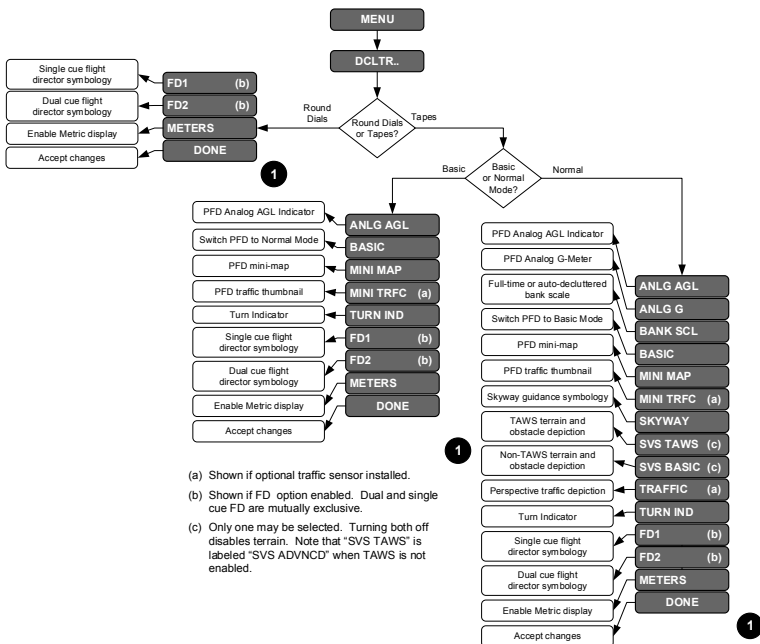 MENU
DCLTR..
Round Dials or Tapes?
Round
Dials
Tapes
Single cue flight
director symbology
FD1 (b)
Dual cue flight
director symbology
FD2 (b)
Enable Metric display
METERS
Accept changes
DONE
1
Basic
or Normal
Mode?
Basic
Normal
PFD Analog AGL Indicator
ANLG AGL
Switch PFD to Normal Mode
BASIC
PFD mini-map
MINI MAP
PFD traffic thumbnail
MINI TRFC (a)
Turn Indicator
TURN IND
Single cue flight
director symbology
FD1 (b)
Dual cue flight
director symbology
FD2 (b)
Enable Metric display
METERS
Accept changes
DONE
1
PFD Analog AGL Indicator
ANLG AGL
PFD Analog G-Meter
ANLG G
Full-time or auto-decluttered
bank scale
BANK SCL
Switch PFD to Basic Mode
BASIC
PFD mini-map
MINI MAP
PFD traffic thumbnail
MINI TRFC (a)
Skyway guidance symbology
SKYWAY
TAWS terrain and
obstacle depiction
SVS TAWS (c)
Non-TAWS terrain and
obstacle depiction
SVS BASIC (c)
Perspective traffic depiction
TRAFFIC (a)
Turn Indicator
TURN IND
Single cue flight
director symbology
FD1 (b)
Dual cue flight
director symbology
FD2 (b)
Enable Metric display
METERS
Accept changes
DONE
1
(a) Shown if optional traffic sensor installed.
(b) Shown if FD option enabled. Dual and single
cue FD are mutually exclusive.
(c) Only one may be selected. Turning both off
disables terrain. Note that “SVS TAWS” is
labeled “SVS ADVNCD” when TAWS is not
enabled.